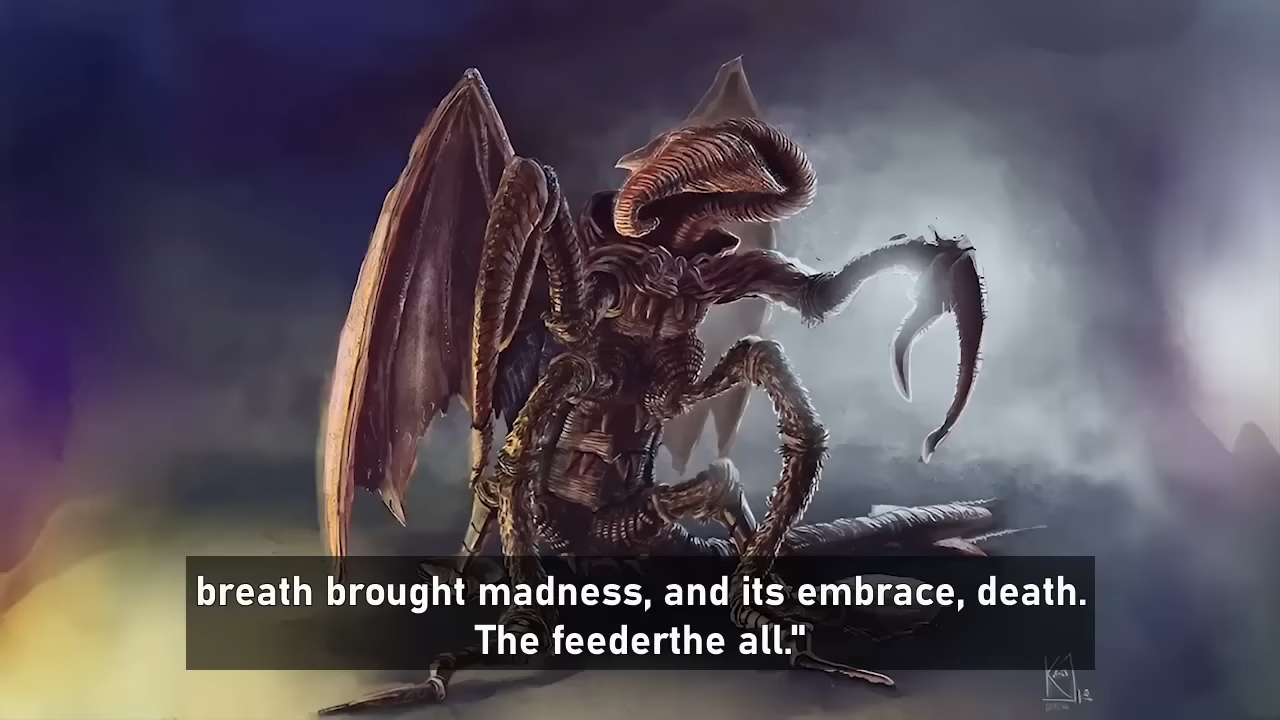 breath brought madness, and its embrace, death.
The feederthe all."